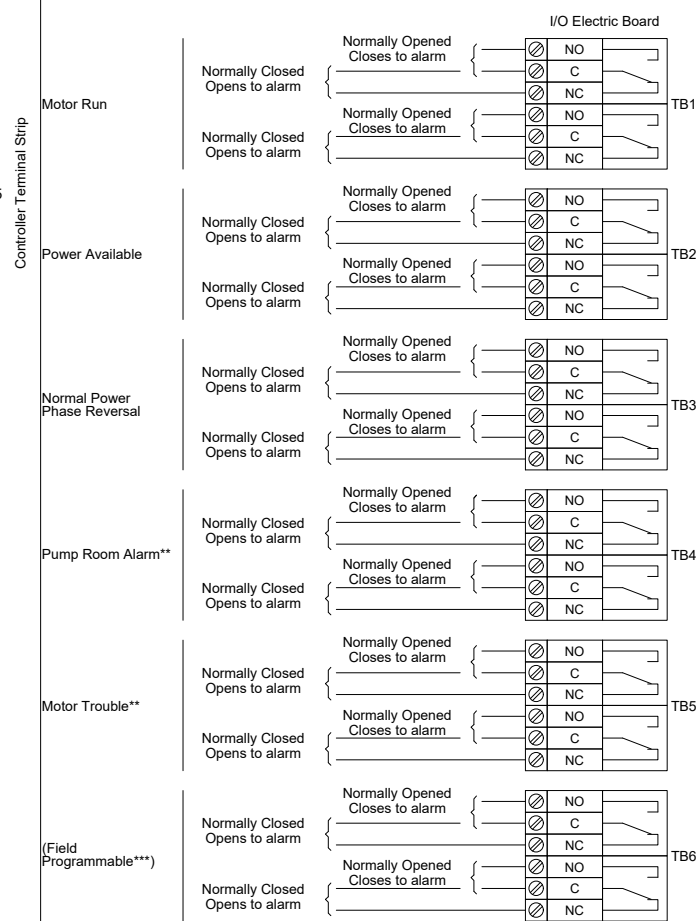 I/O Electric Board
Controller Terminal Strip
Motor Run
Normally Opened
Closes to alarm
Normally Closed
Opens to alarm
NO
C
NC
Normally Opened
Closes to alarm
Normally Closed
Opens to alarm
NO
C
NC
TB1
Power Available
Normally Opened
Closes to alarm
Normally Closed
Opens to alarm
NO
C
NC
Normally Opened
Closes to alarm
Normally Closed
Opens to alarm
NO
C
NC
TB2
Normal Power
Phase Reversal
Normally Opened
Closes to alarm
Normally Closed
Opens to alarm
NO
C
NC
Normally Opened
Closes to alarm
Normally Closed
Opens to alarm
NO
C
NC
TB3
Pump Room Alarm**
Normally Opened
Closes to alarm
Normally Closed
Opens to alarm
NO
C
NC
Normally Opened
Closes to alarm
Normally Closed
Opens to alarm
NO
C
NC
TB4
Motor Trouble**
Normally Opened
Closes to alarm
Normally Closed
Opens to alarm
NO
C
NC
Normally Opened
Closes to alarm
Normally Closed
Opens to alarm
NO
C
NC
TB5
(Field
Programmable***)
Normally Opened
Closes to alarm
Normally Closed
Opens to alarm
NO
C
NC
Normally Opened
Closes to alarm
Normally Closed
Opens to alarm
NO
C
NC
TB6